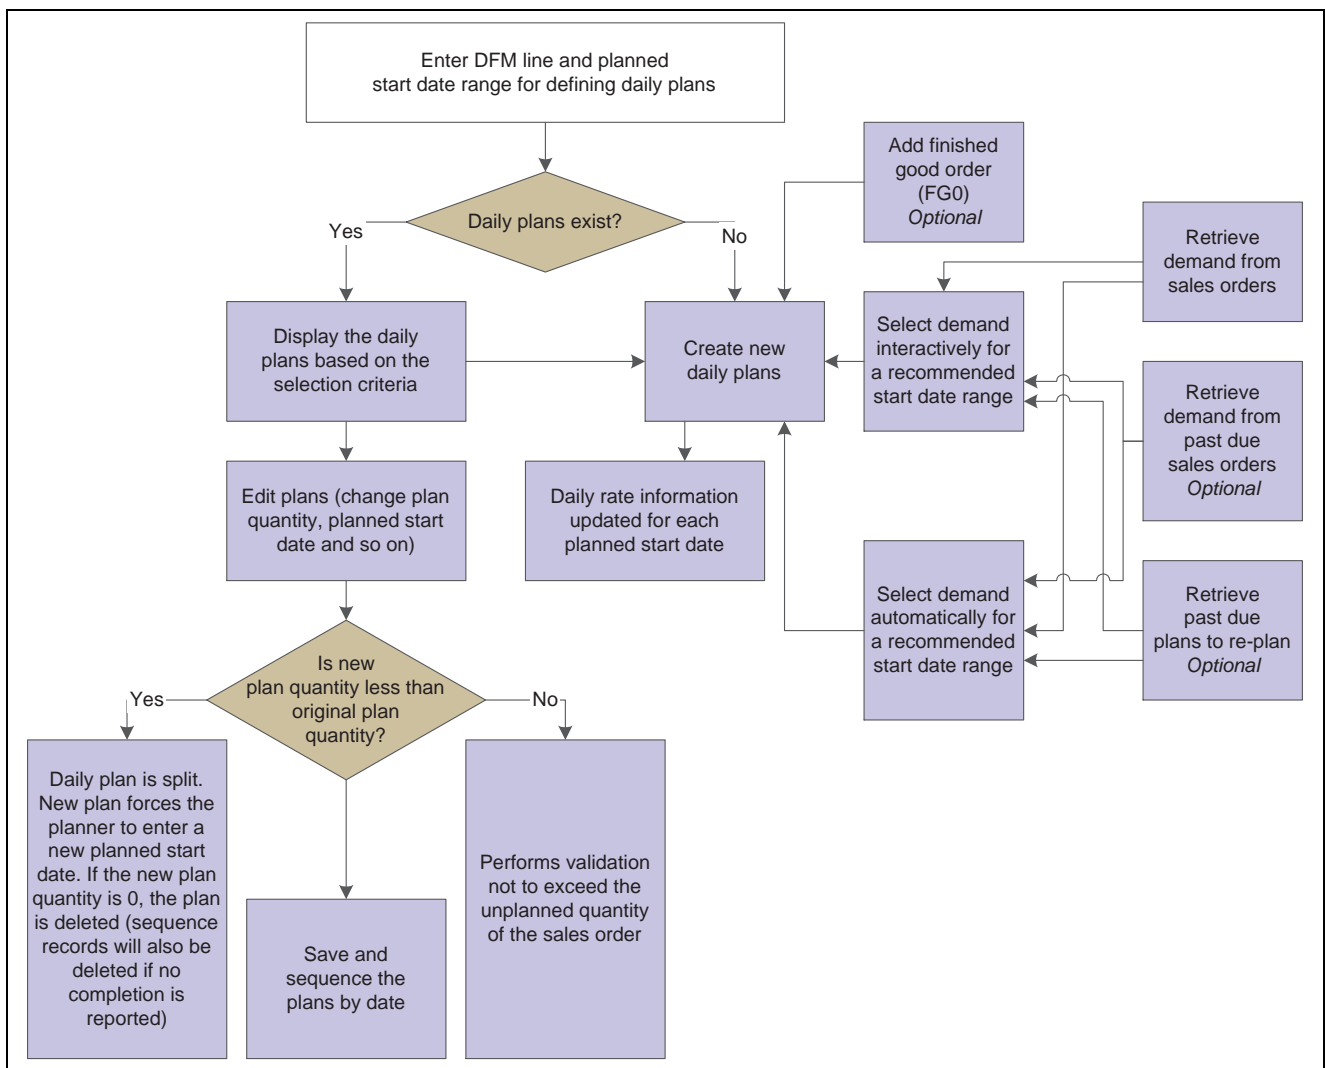 Enter DFM line and planned
start date range for defining daily plans
Daily plans exist?
Yes
No
Add finished
good order
(FG0)
Optional
Retrieve
demand from
sales orders
Display the daily
plans based on the
selection criteria
Create new
daily plans
Select demand
interactively for
a recommended
start date range
Retrieve
demand from
past due
sales orders
Optional
Edit plans (change plan
quantity, planned start
date and so on)
Daily rate information
updated for each
planned start date
Select demand
automatically for
a recommended
start date range
Retrieve
past due
plans to re-plan
Optional
Is new
plan quantity less than
original plan
quantity?
Yes
No
Daily plan is split.
New plan forces the
planner to enter a
new planned start
date. If the new plan
quantity is 0, the plan
is deleted (sequence
records will also be
deleted if no
completion is
reported)
Save and
sequence the
plans by date
Performs validation
not to exceed the
unplanned quantity
of the sales order